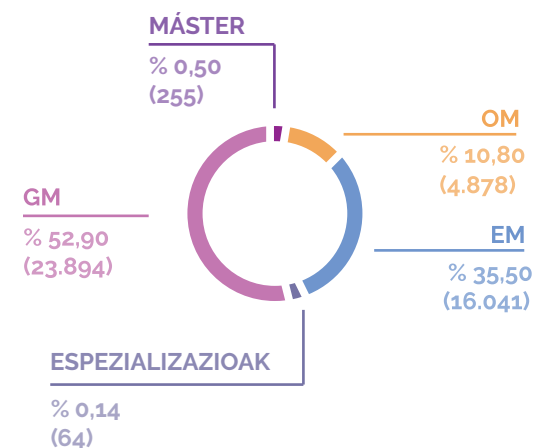 MÁSTER
% 0,50
(255)
OM
% 10,80
(4.878)
GM
% 52,90
(23.894)
EM
% 35,50
(16.041)
ESPEZIALIZAZIOAK
% 0,14
(64)